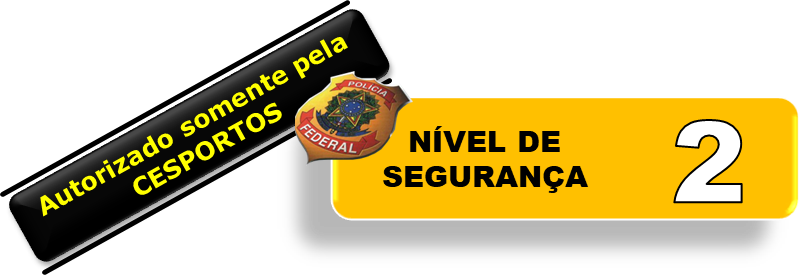 Autorizado somente pela
CESPORTOS
POLÍCIA
FEDERAL
NÍVEL DE
SEGURANÇA
2